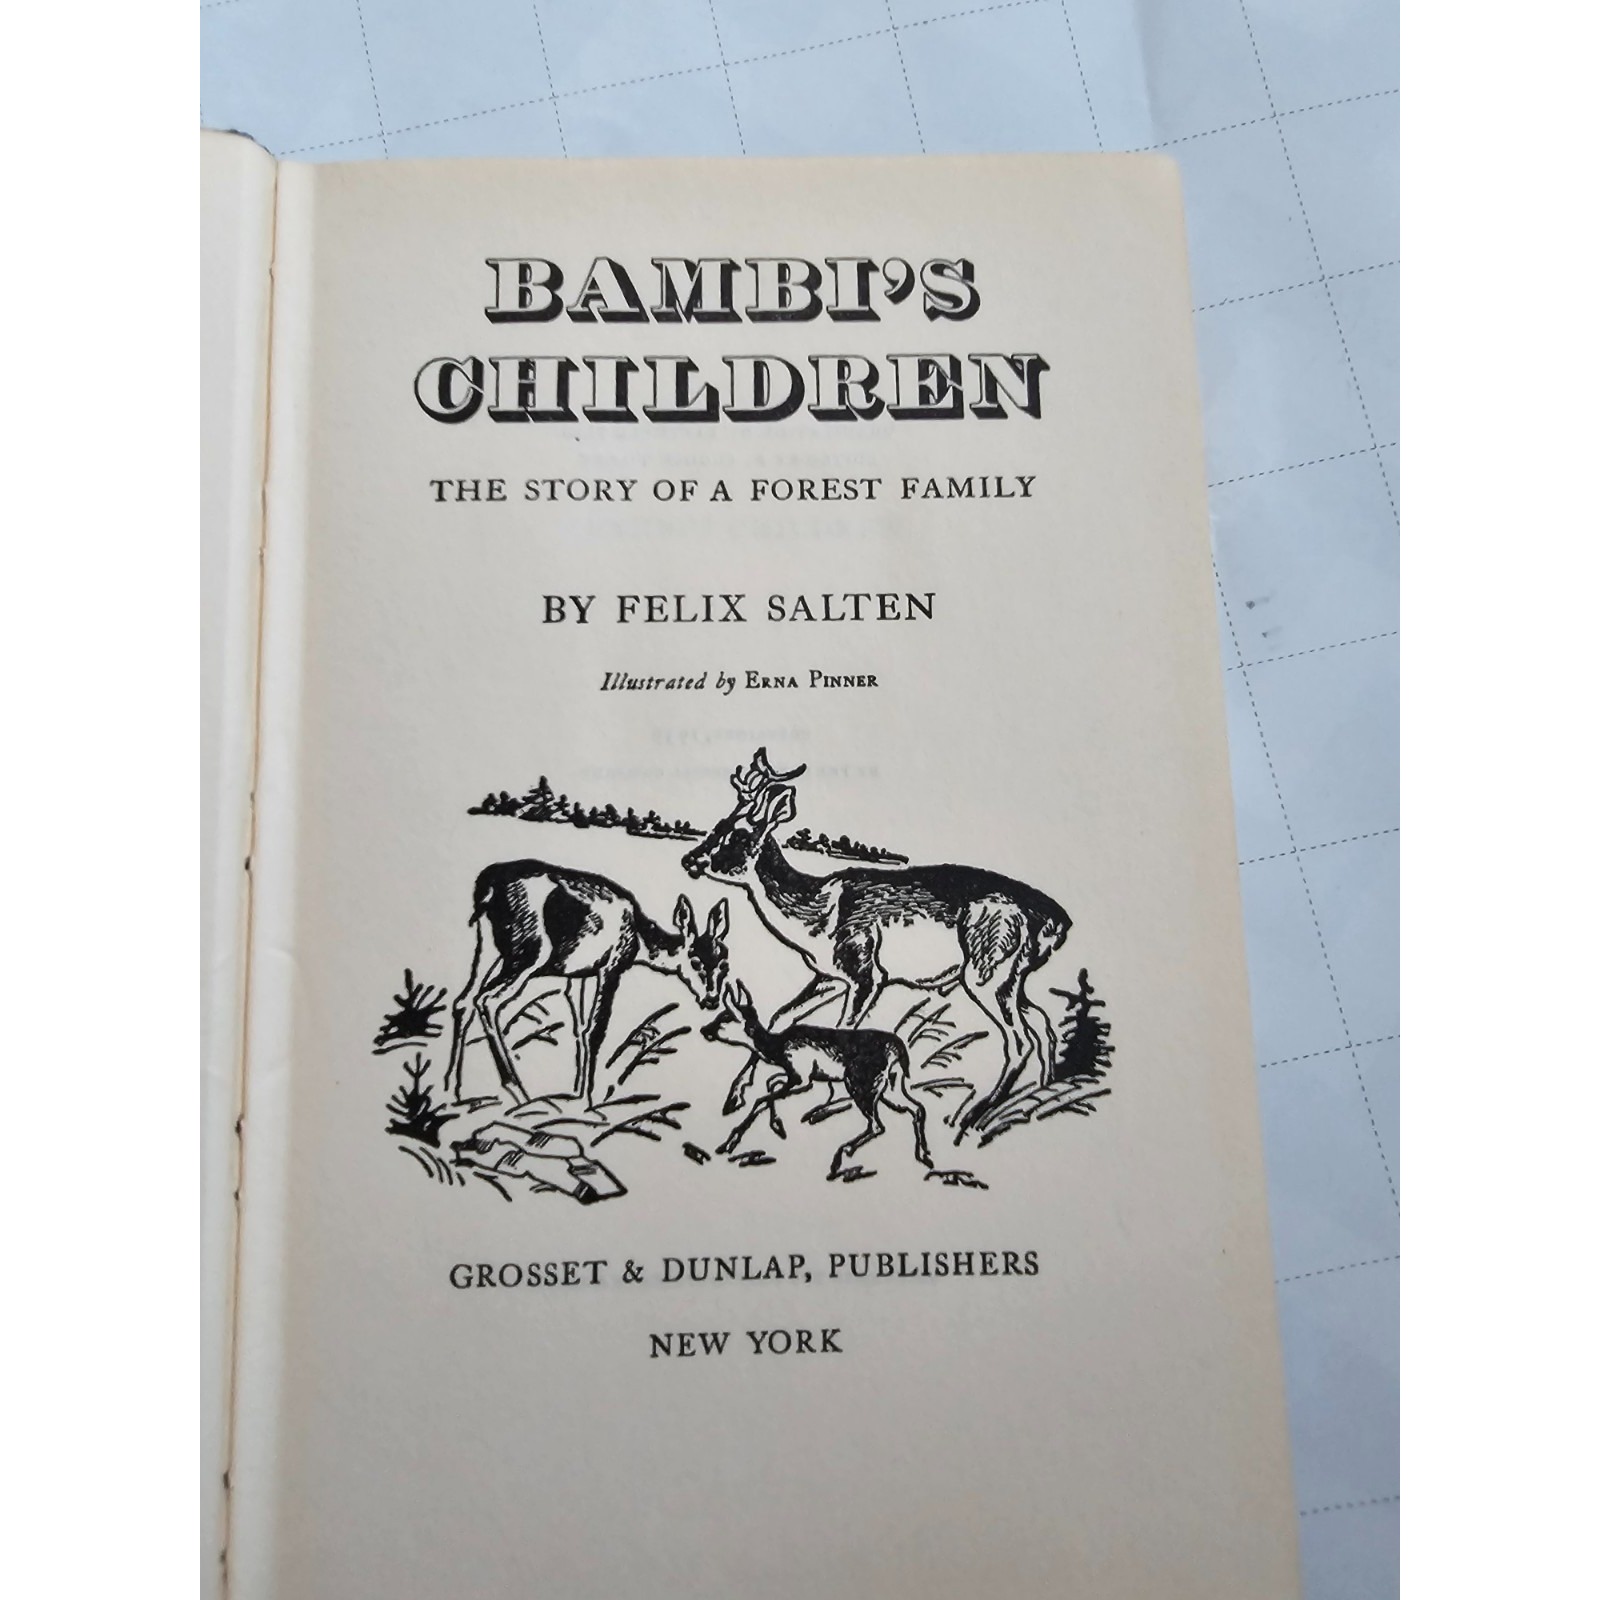 BAMBI'S
CHILDREN
THE STORY OF A FOREST FAMILY
BY FELIX SALTEN
Illustrated by ERNA PINNER
GROSSET & DUNLAP, PUBLISHERS
NEW YORK